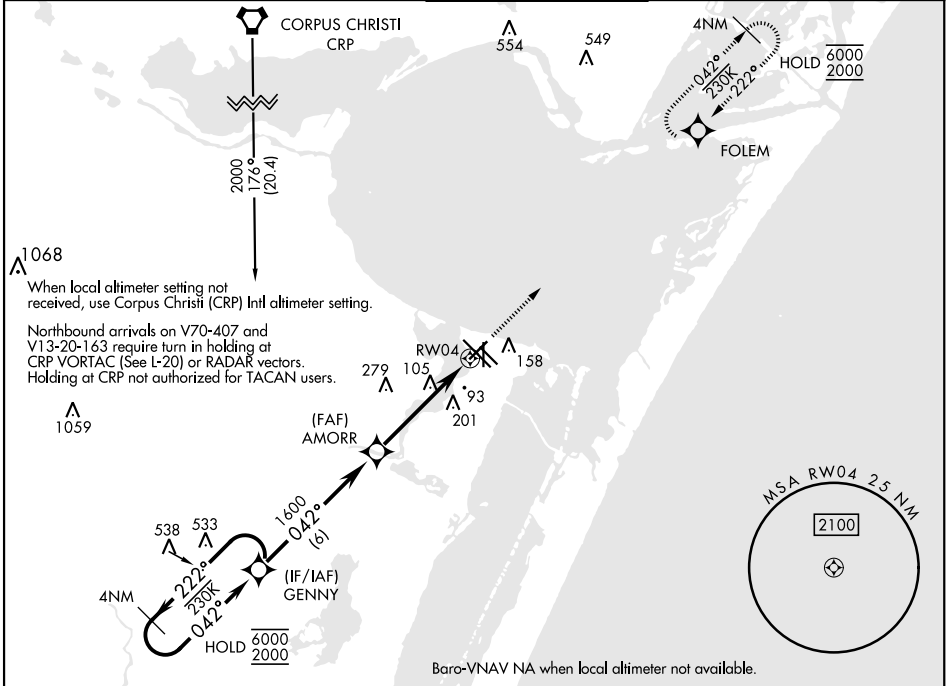 CORPUS CHRISTI
CRP
554
549
4NM
042°
230K
222°
HOLD
6000
2000
FOLEM
2000
176°
(20.4)
1068
When local altimeter setting not
received, use Corpus Christi (CRP) Intl altimeter setting.
Northbound arrivals on V70-407 and
V13-20-163 require turn in holding at
CRP VORTAC (See L-20) or RADAR vectors.
Holding at CRP not authorized for TACAN users.
RW04
158
279
105
93
201
1059
(FAF)
AMORR
1600
042°
(6)
538
533
(IF/IAF)
GENNY
4NM
222°
230K
042°
HOLD
6000
2000
MSA RW04 25 NM
2100
Baro-VNAV NA when local altimeter not available.